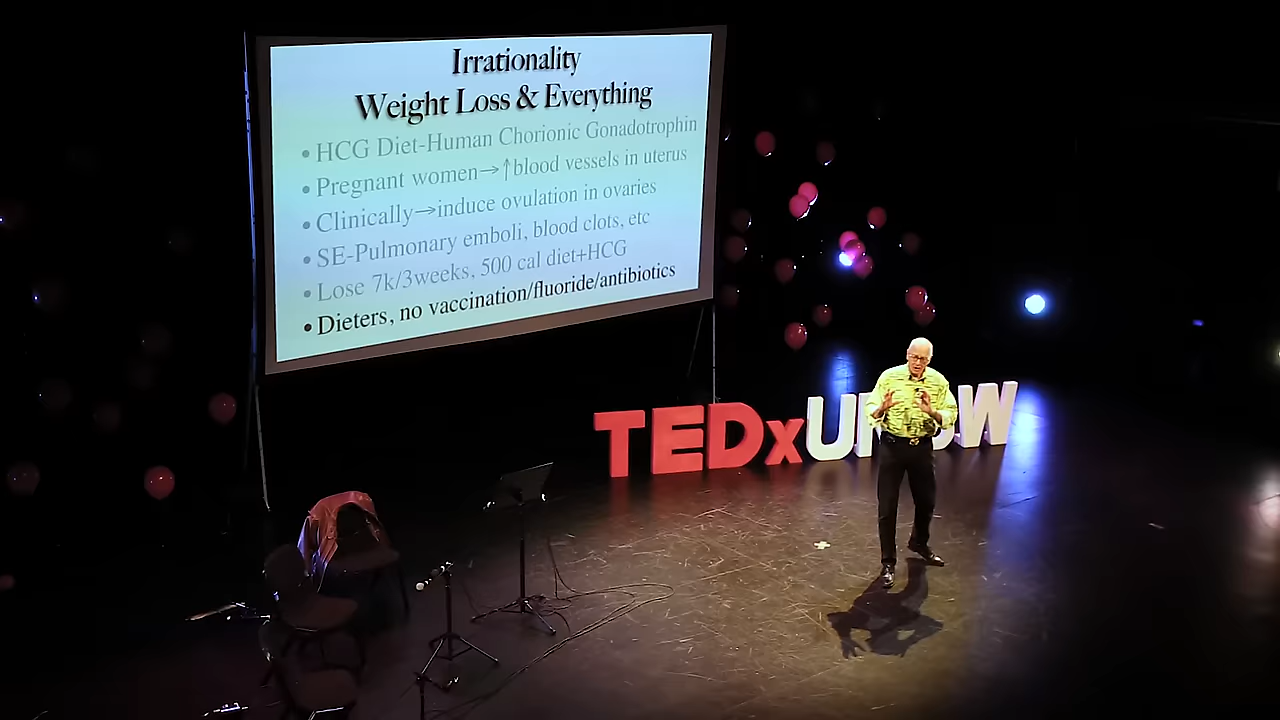 Irrationality
Weight Loss & Everything
• HCG Diet-Human Chorionic Gonadotrophin
• Pregnant women→↑blood vessels in uterus
• Clinically→induce ovulation in ovaries
• SE-Pulmonary emboli, blood clots, etc
• Lose 7k/3weeks, 500 cal diet+HCG
• Dieters, no vaccination/fluoride/antibiotics
TEDx